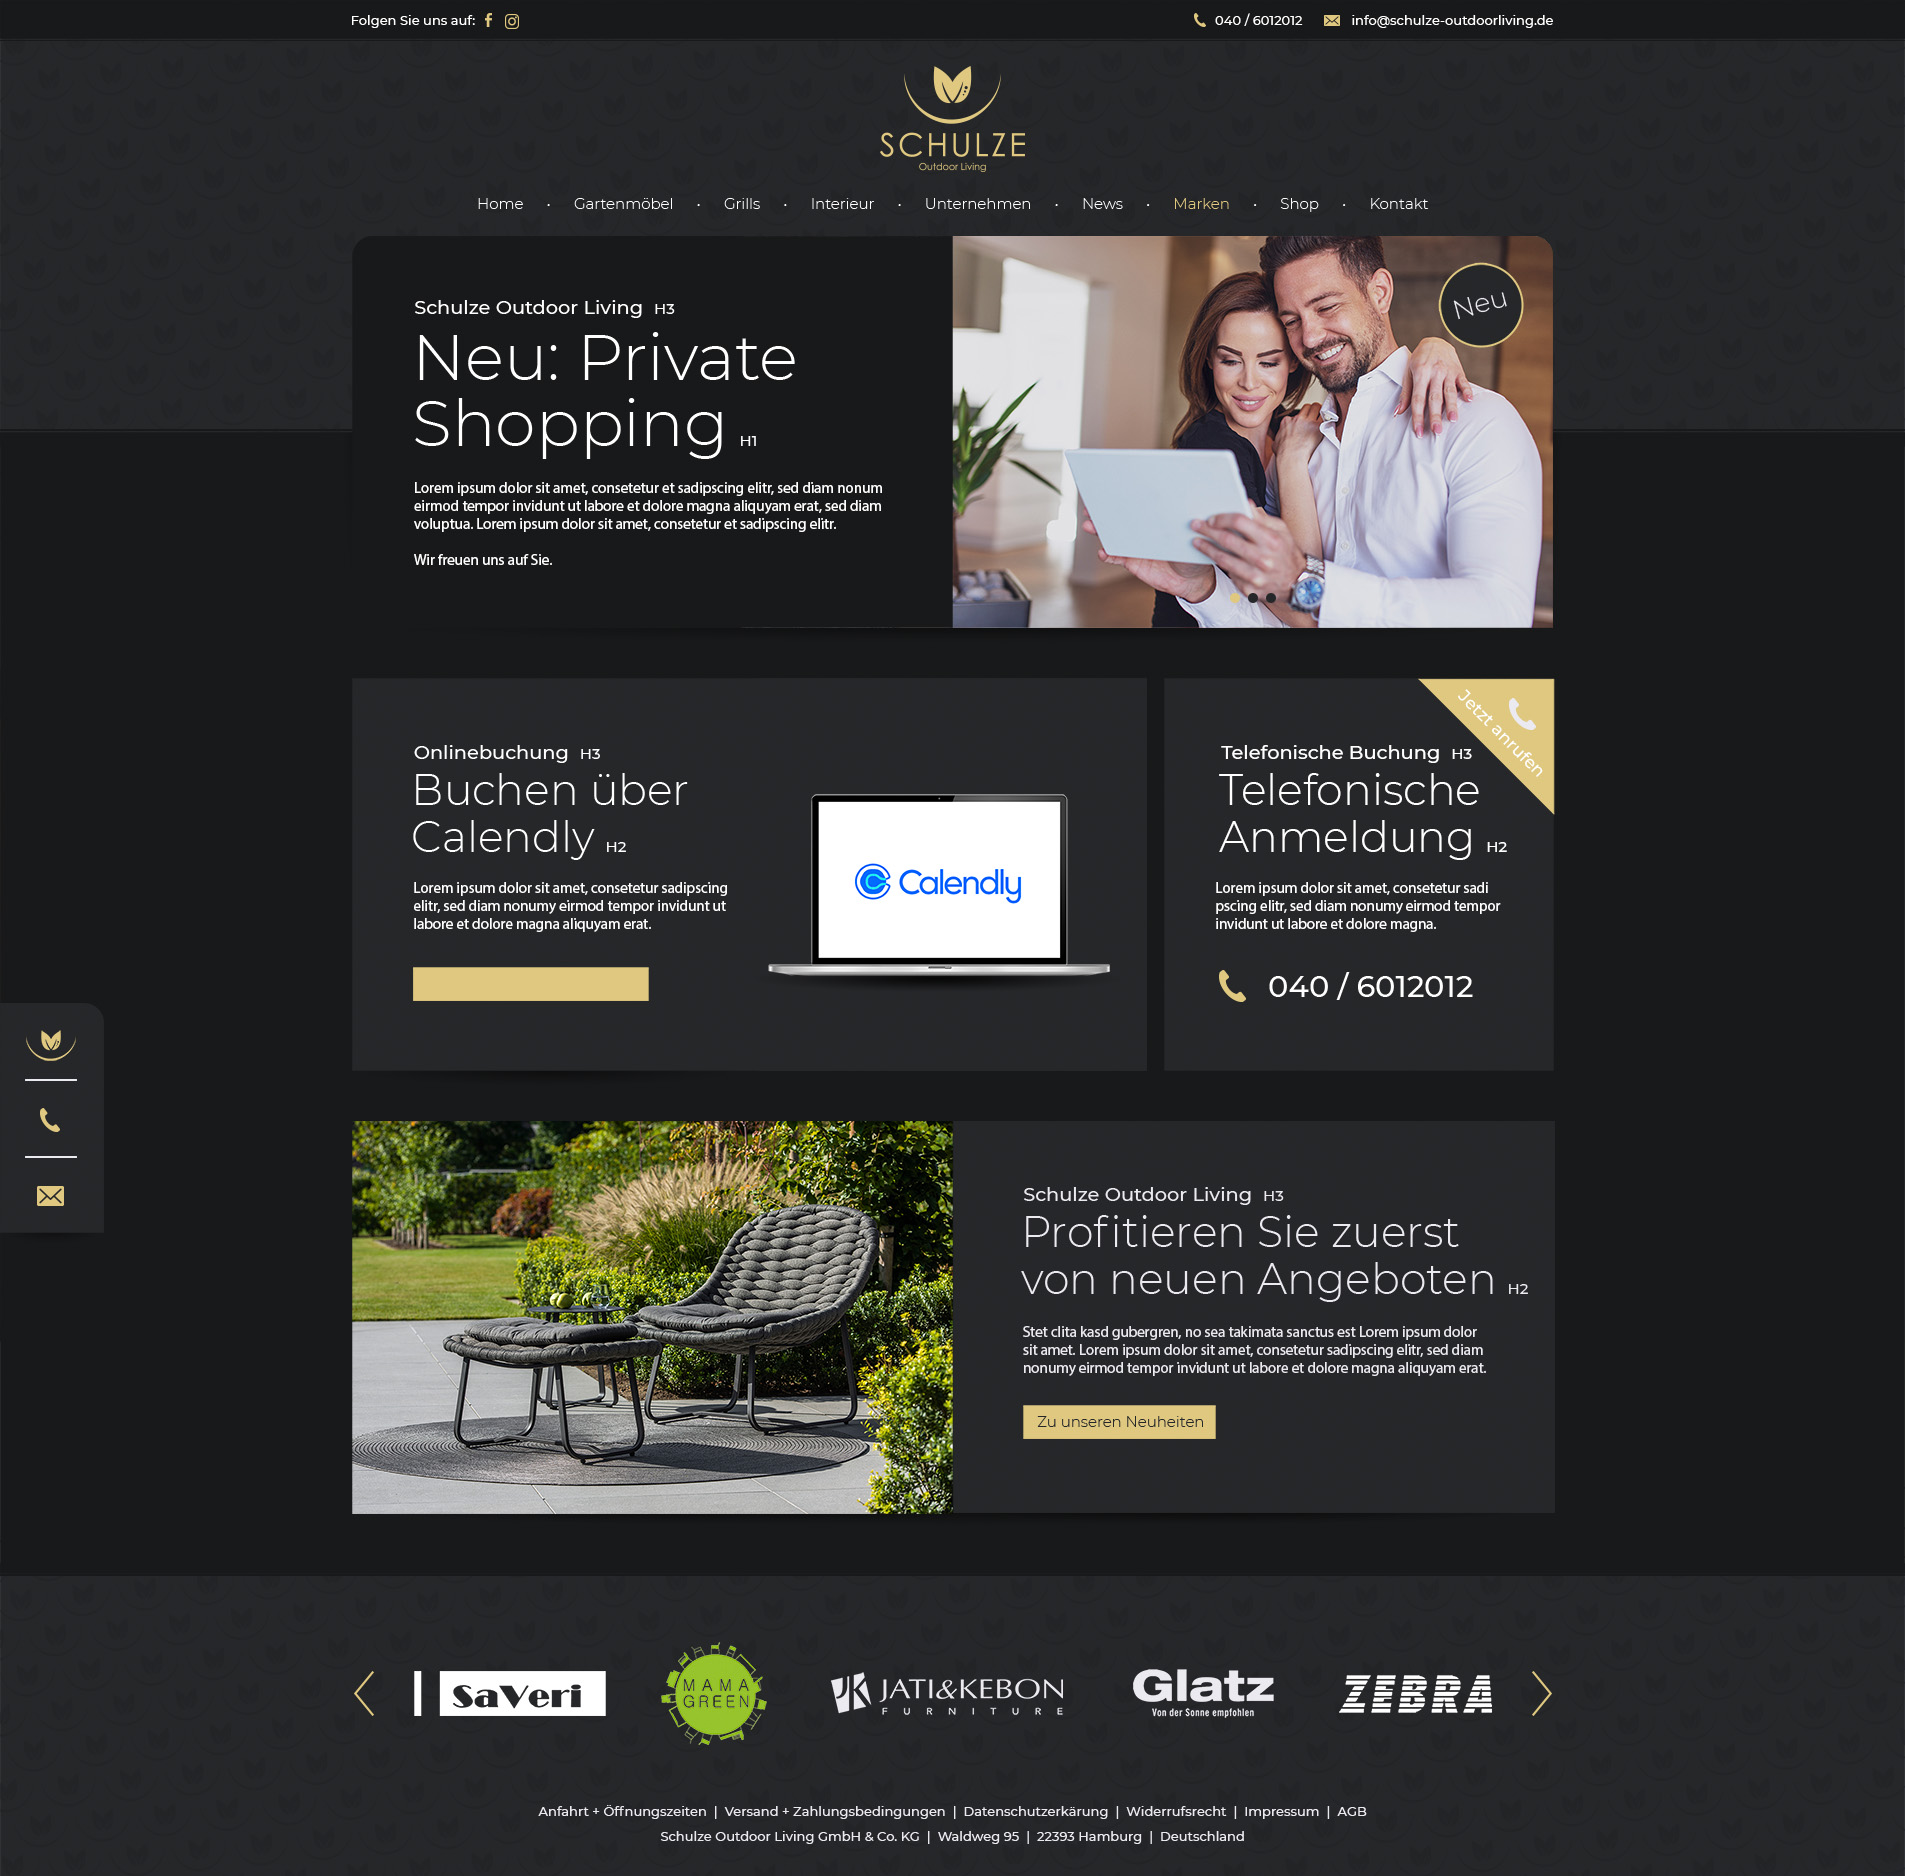 Folgen Sie uns auf:
040 / 6012012
info@schulze-outdoorliving.de
SCHULZE
Outdoor Living
Home • Gartenmöbel • Grills • Interieur • Unternehmen • News • Marken • Shop • Kontakt
Schulze Outdoor Living H3
Neu: Private
Shopping H1
Lorem ipsum dolor sit amet, consetetur et sadipscing elitr, sed diam nonum
eirmod tempor invidunt ut labore et dolore magna aliquyam erat, sed diam
voluptua. Lorem ipsum dolor sit amet, consetetur et sadipscing elitr.
Wir freuen uns auf Sie.
Neu
Onlinebuchung H3
Buchen über
Calendly H2
Lorem ipsum dolor sit amet, consetetur sadipscing
elitr, sed diam nonumy eirmod tempor invidunt ut
labore et dolore magna aliquyam erat.
Calendly
Jetzt anrufen
Telefonische Buchung H3
Telefonische
Anmeldung H2
Lorem ipsum dolor sit amet, consetetur sadi
pscing elitr, sed diam nonumy eirmod tempor
invidunt ut labore et dolore magna.
040 / 6012012
Schulze Outdoor Living H3
Profitieren Sie zuerst
von neuen Angeboten H2
Stet clita kasd gubergren, no sea takimata sanctus est Lorem ipsum dolor
sit amet. Lorem ipsum dolor sit amet, consetetur sadipscing elitr, sed diam
nonumy eirmod tempor invidunt ut labore et dolore magna aliquyam erat.
Zu unseren Neuheiten
SaVeri
MAMA
GREEN
JATI&KEBON
FURNITURE
Glatz
Von der Sonne empfohlen
ZEBRA
Anfahrt + Öffnungszeiten | Versand + Zahlungsbedingungen | Datenschutzerkärung | Widerrufsrecht | Impressum | AGB
Schulze Outdoor Living GmbH & Co. KG | Waldweg 95 | 22393 Hamburg | Deutschland